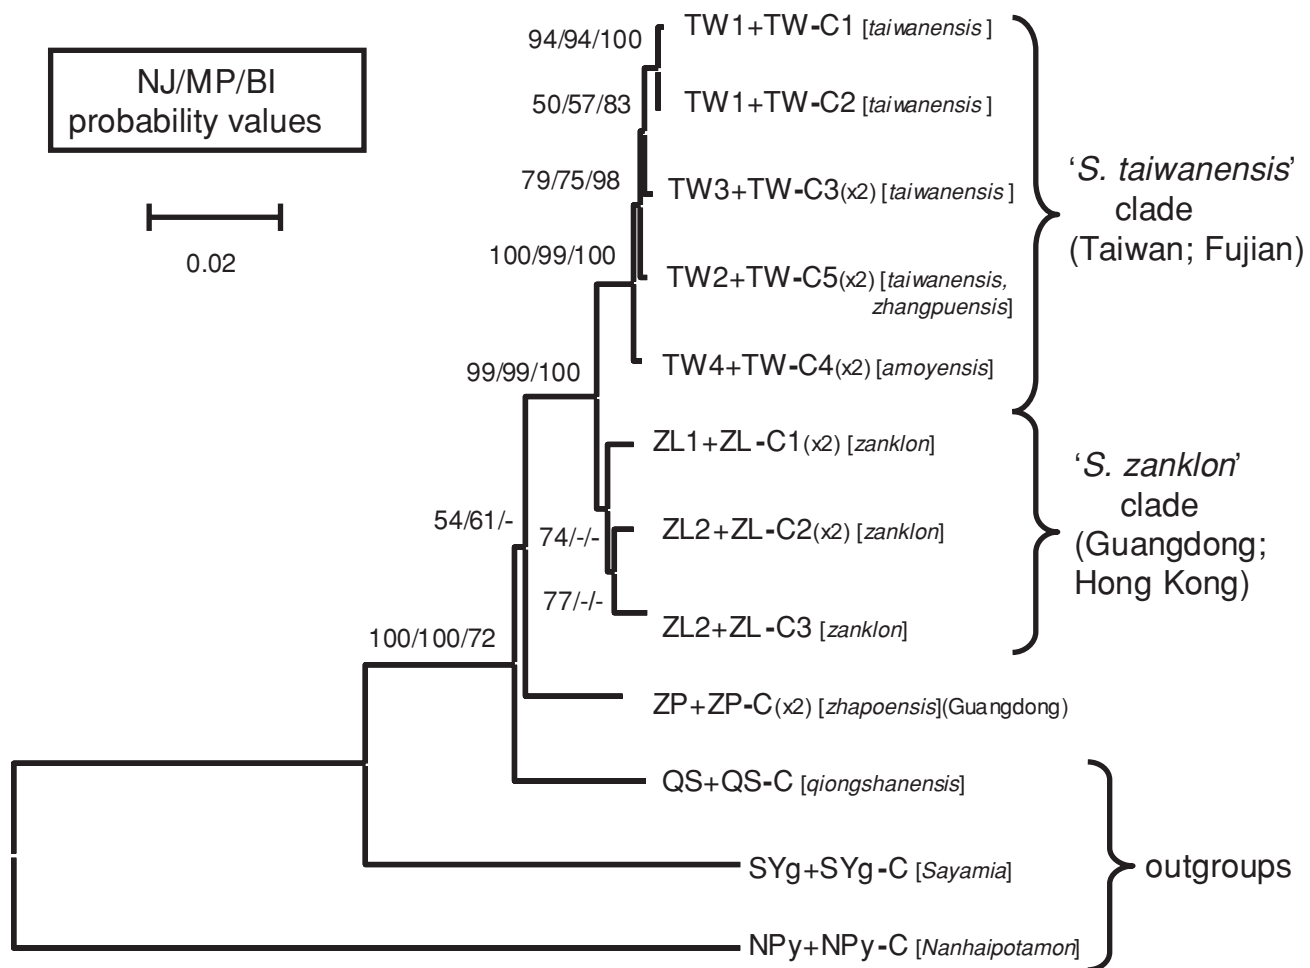 94/94/100
TW1+TW-C1 [taiwanensis ]
NJ/MP/BI
probability values
50/57/83
TW1+TW-C2 [taiwanensis ]
79/75/98
TW3+TW-C3(x2) [taiwanensis ]
'S. taiwanensis'
clade
(Taiwan; Fujian)
0.02
100/99/100
TW2+TW-C5(x2) [taiwanensis,
zhangpuensis]
99/99/100
TW4+TW-C4(x2) [amoyensis]
ZL1+ZL-C1(x2) [zanklon]
'S. zanklon'
clade
(Guangdong;
Hong Kong)
54/61/-
74/-/-
ZL2+ZL-C2(x2) [zanklon]
77/-/-
ZL2+ZL-C3 [zanklon]
100/100/72
ZP+ZP-C(x2) [zhapoensis](Guangdong)
QS+QS-C [qiongshanensis]
SYg+SYg-C [Sayamia]
outgroups
NPy+NPy-C [Nanhaipotamon]